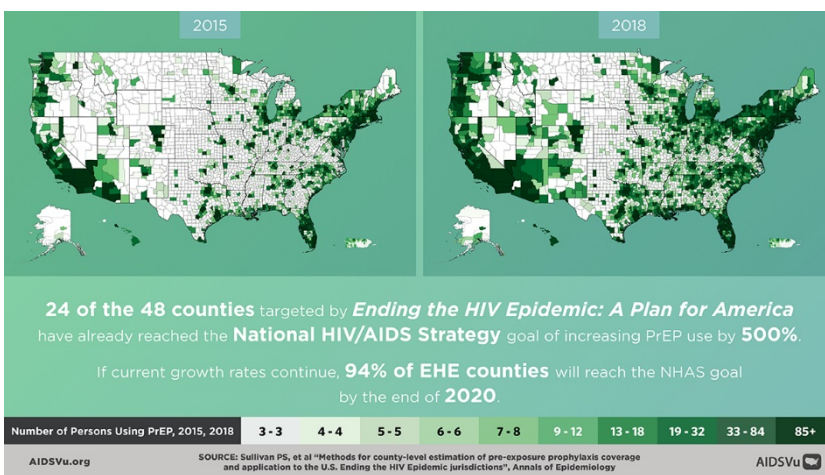 2015
2018
24 of the 48 counties targeted by Ending the HIV Epidemic: A Plan for America
have already reached the National HIV/AIDS Strategy goal of increasing PrEP use by 500%.
If current growth rates continue, 94% of EHE counties will reach the NHAS goal
by the end of 2020.
Number of Persons Using PrEP, 2015, 2018 3 - 3 4 - 4 5 - 5 6 - 6 7 - 8 9 - 12 13 - 18 19 - 32 33 - 84 85+
AIDSVu.org
SOURCE: Sullivan PS, et al “Methods for county-level estimation of pre-exposure prophylaxis coverage
and application to the U.S. Ending the HIV Epidemic jurisdictions”, Annals of Epidemiology
AIDSVu